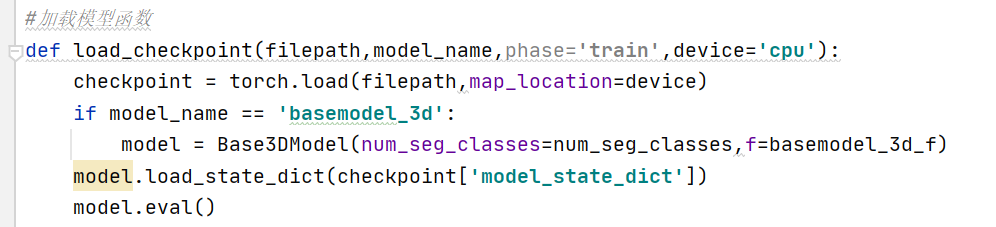 #加载模型函数
def load_checkpoint(filepath,model_name,phase='train',device='cpu'):
    checkpoint = torch.load(filepath,map_location=device)
    if model_name == 'basemodel_3d':
        model = Base3DModel(num_seg_classes=num_seg_classes,f=basemodel_3d_f)
    model.load_state_dict(checkpoint['model_state_dict'])
    model.eval()